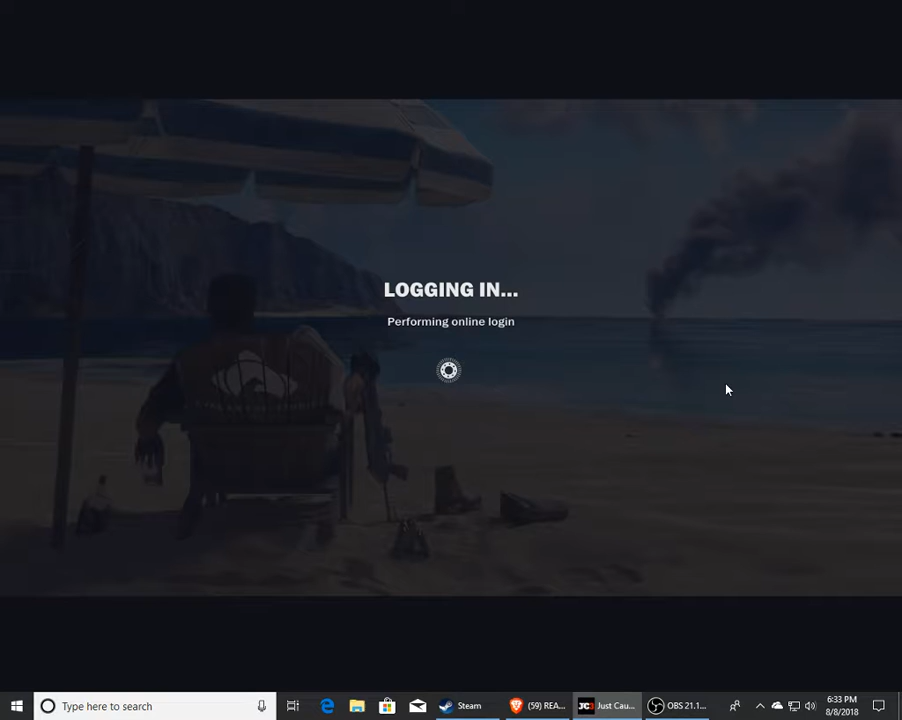 LOGGING IN...
Performing online login
Type here to search
Steam
(59) REA...
JC3
Just Cau...
OBS 21.1...
6:33 PM
8/8/2018